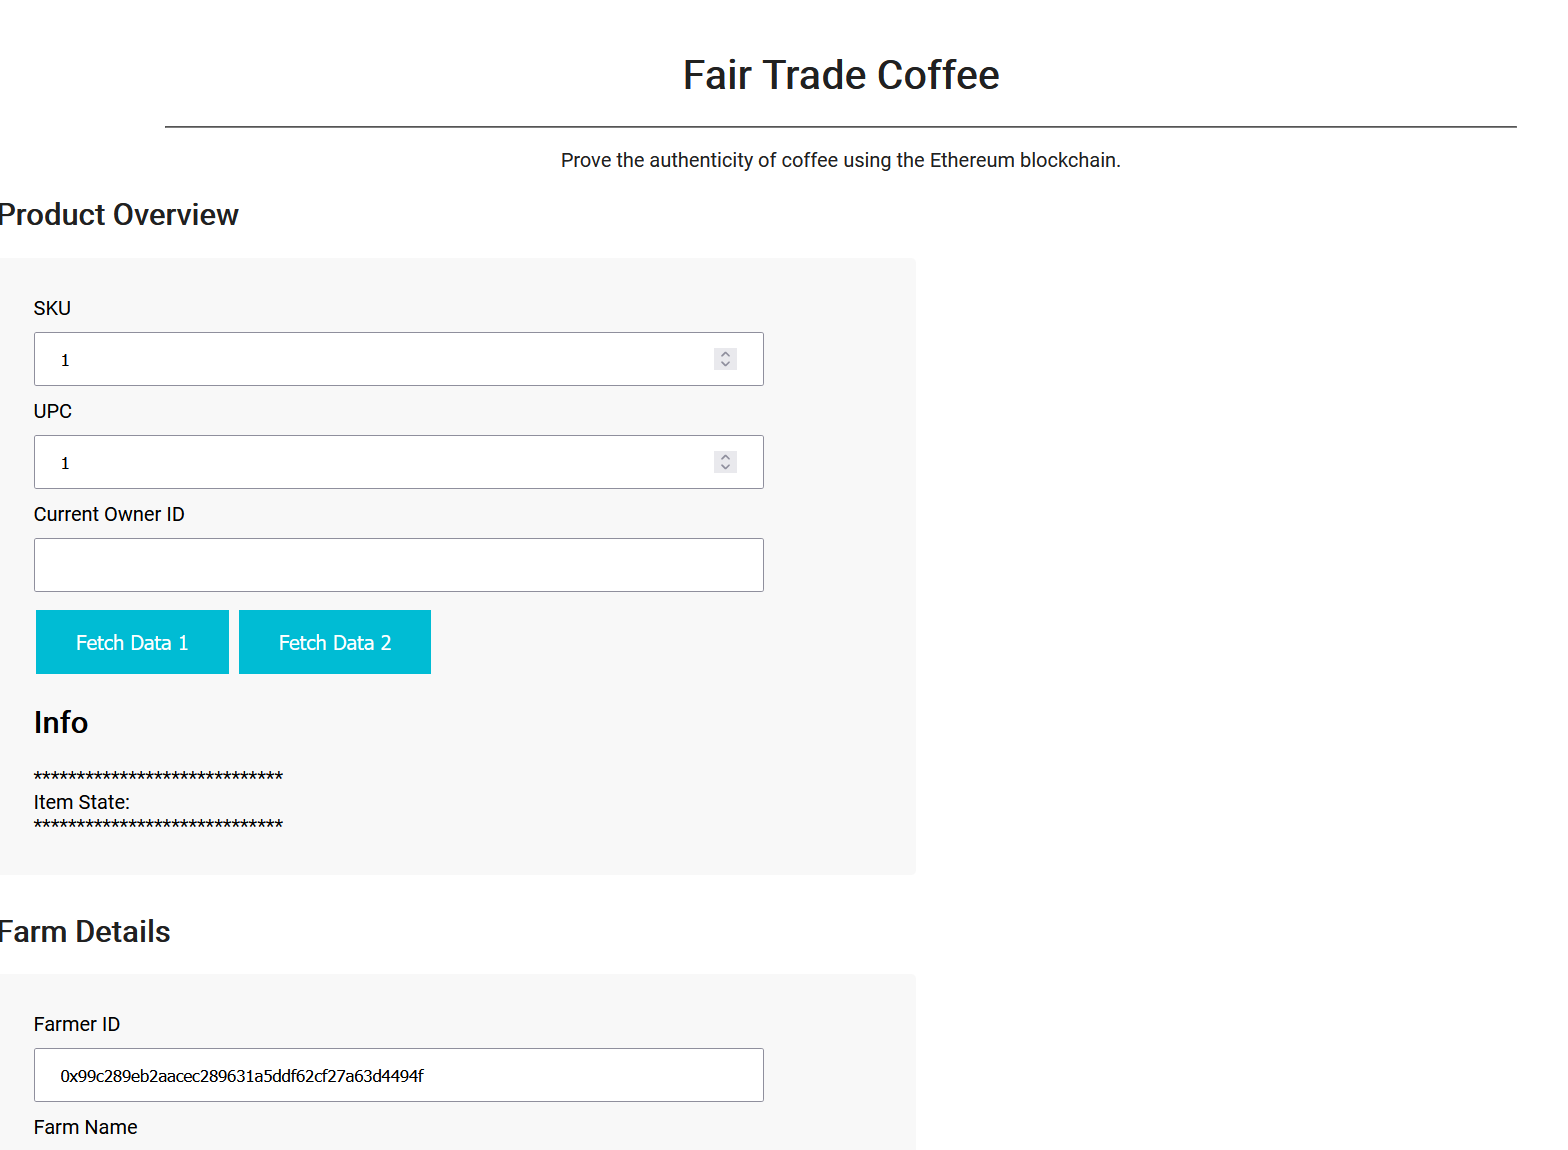 Fair Trade Coffee
Prove the authenticity of coffee using the Ethereum blockchain.
Product Overview
SKU
1
UPC
1
Current Owner ID
Fetch Data 1 Fetch Data 2
Info
*****************************
Item State:
*****************************
Farm Details
Farmer ID
0x99c289eb2aacec289631a5ddf62cf27a63d4494f
Farm Name